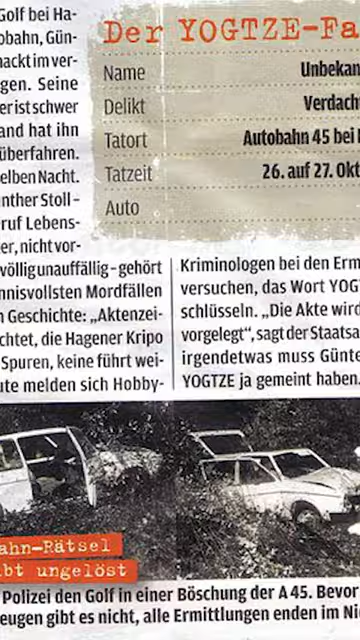 Golf bei Ha-
obahn, Gün-
nackt im ver-
gen. Seine
er ist schwer
and hat ihn
überfahren.
elben Nacht.
nther Stoll –
ruf Lebens-
er, nicht vor-
völlig unauffällig – gehört
nnisvollsten Mordfällen
n Geschichte: „Aktenzei-
chtet, die Hagener Kripo
Spuren, keine führt wei-
ute melden sich Hobby-
Der YOGTZE-Fa
Name Unbekan
Delikt Verdach
Tatort Autobahn 45 bei
Tatzeit 26. auf 27. Okt
Auto
Kriminologen bei den Erm
versuchen, das Wort YOG
schlüsseln. „Die Akte wird
vorgelegt“, sagt der Staatsa
irgendetwas muss Günte
YOGTZE ja gemeint haben.
ahn-Rätsel
bt ungelöst
Polizei den Golf in einer Böschung der A 45. Bevor
eugen gibt es nicht, alle Ermittlungen enden im Ni